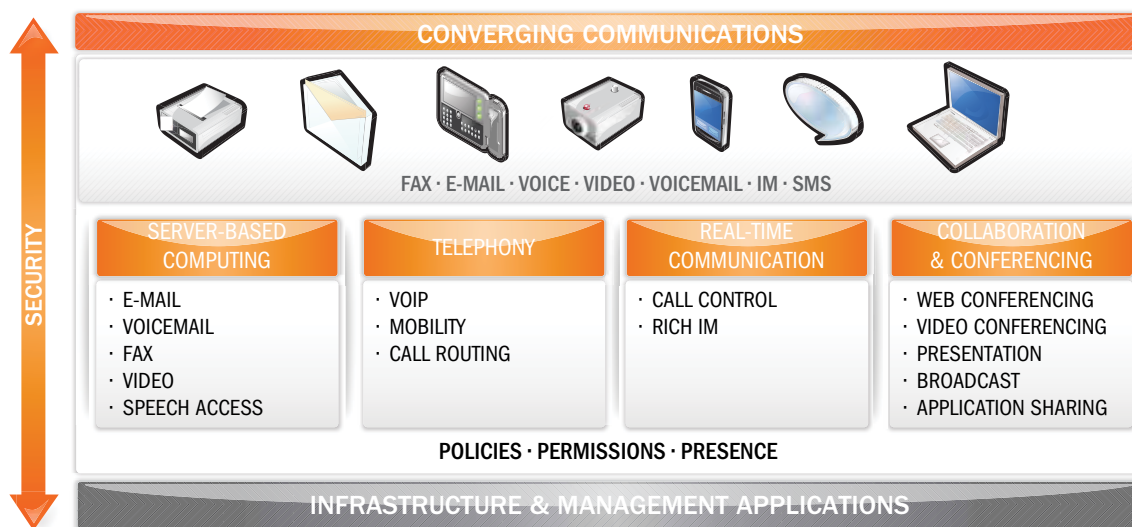 CONVERGING COMMUNICATIONS
FAX · E-MAIL · VOICE · VIDEO · VOICEMAIL · IM · SMS
SECURITY
SERVER-BASED
COMPUTING
· E-MAIL
· VOICEMAIL
· FAX
· VIDEO
· SPEECH ACCESS
TELEPHONY
· VOIP
· MOBILITY
· CALL ROUTING
REAL-TIME
COMMUNICATION
· CALL CONTROL
· RICH IM
COLLABORATION
& CONFERENCING
· WEB CONFERENCING
· VIDEO CONFERENCING
· PRESENTATION
· BROADCAST
· APPLICATION SHARING
POLICIES · PERMISSIONS · PRESENCE
INFRASTRUCTURE & MANAGEMENT APPLICATIONS